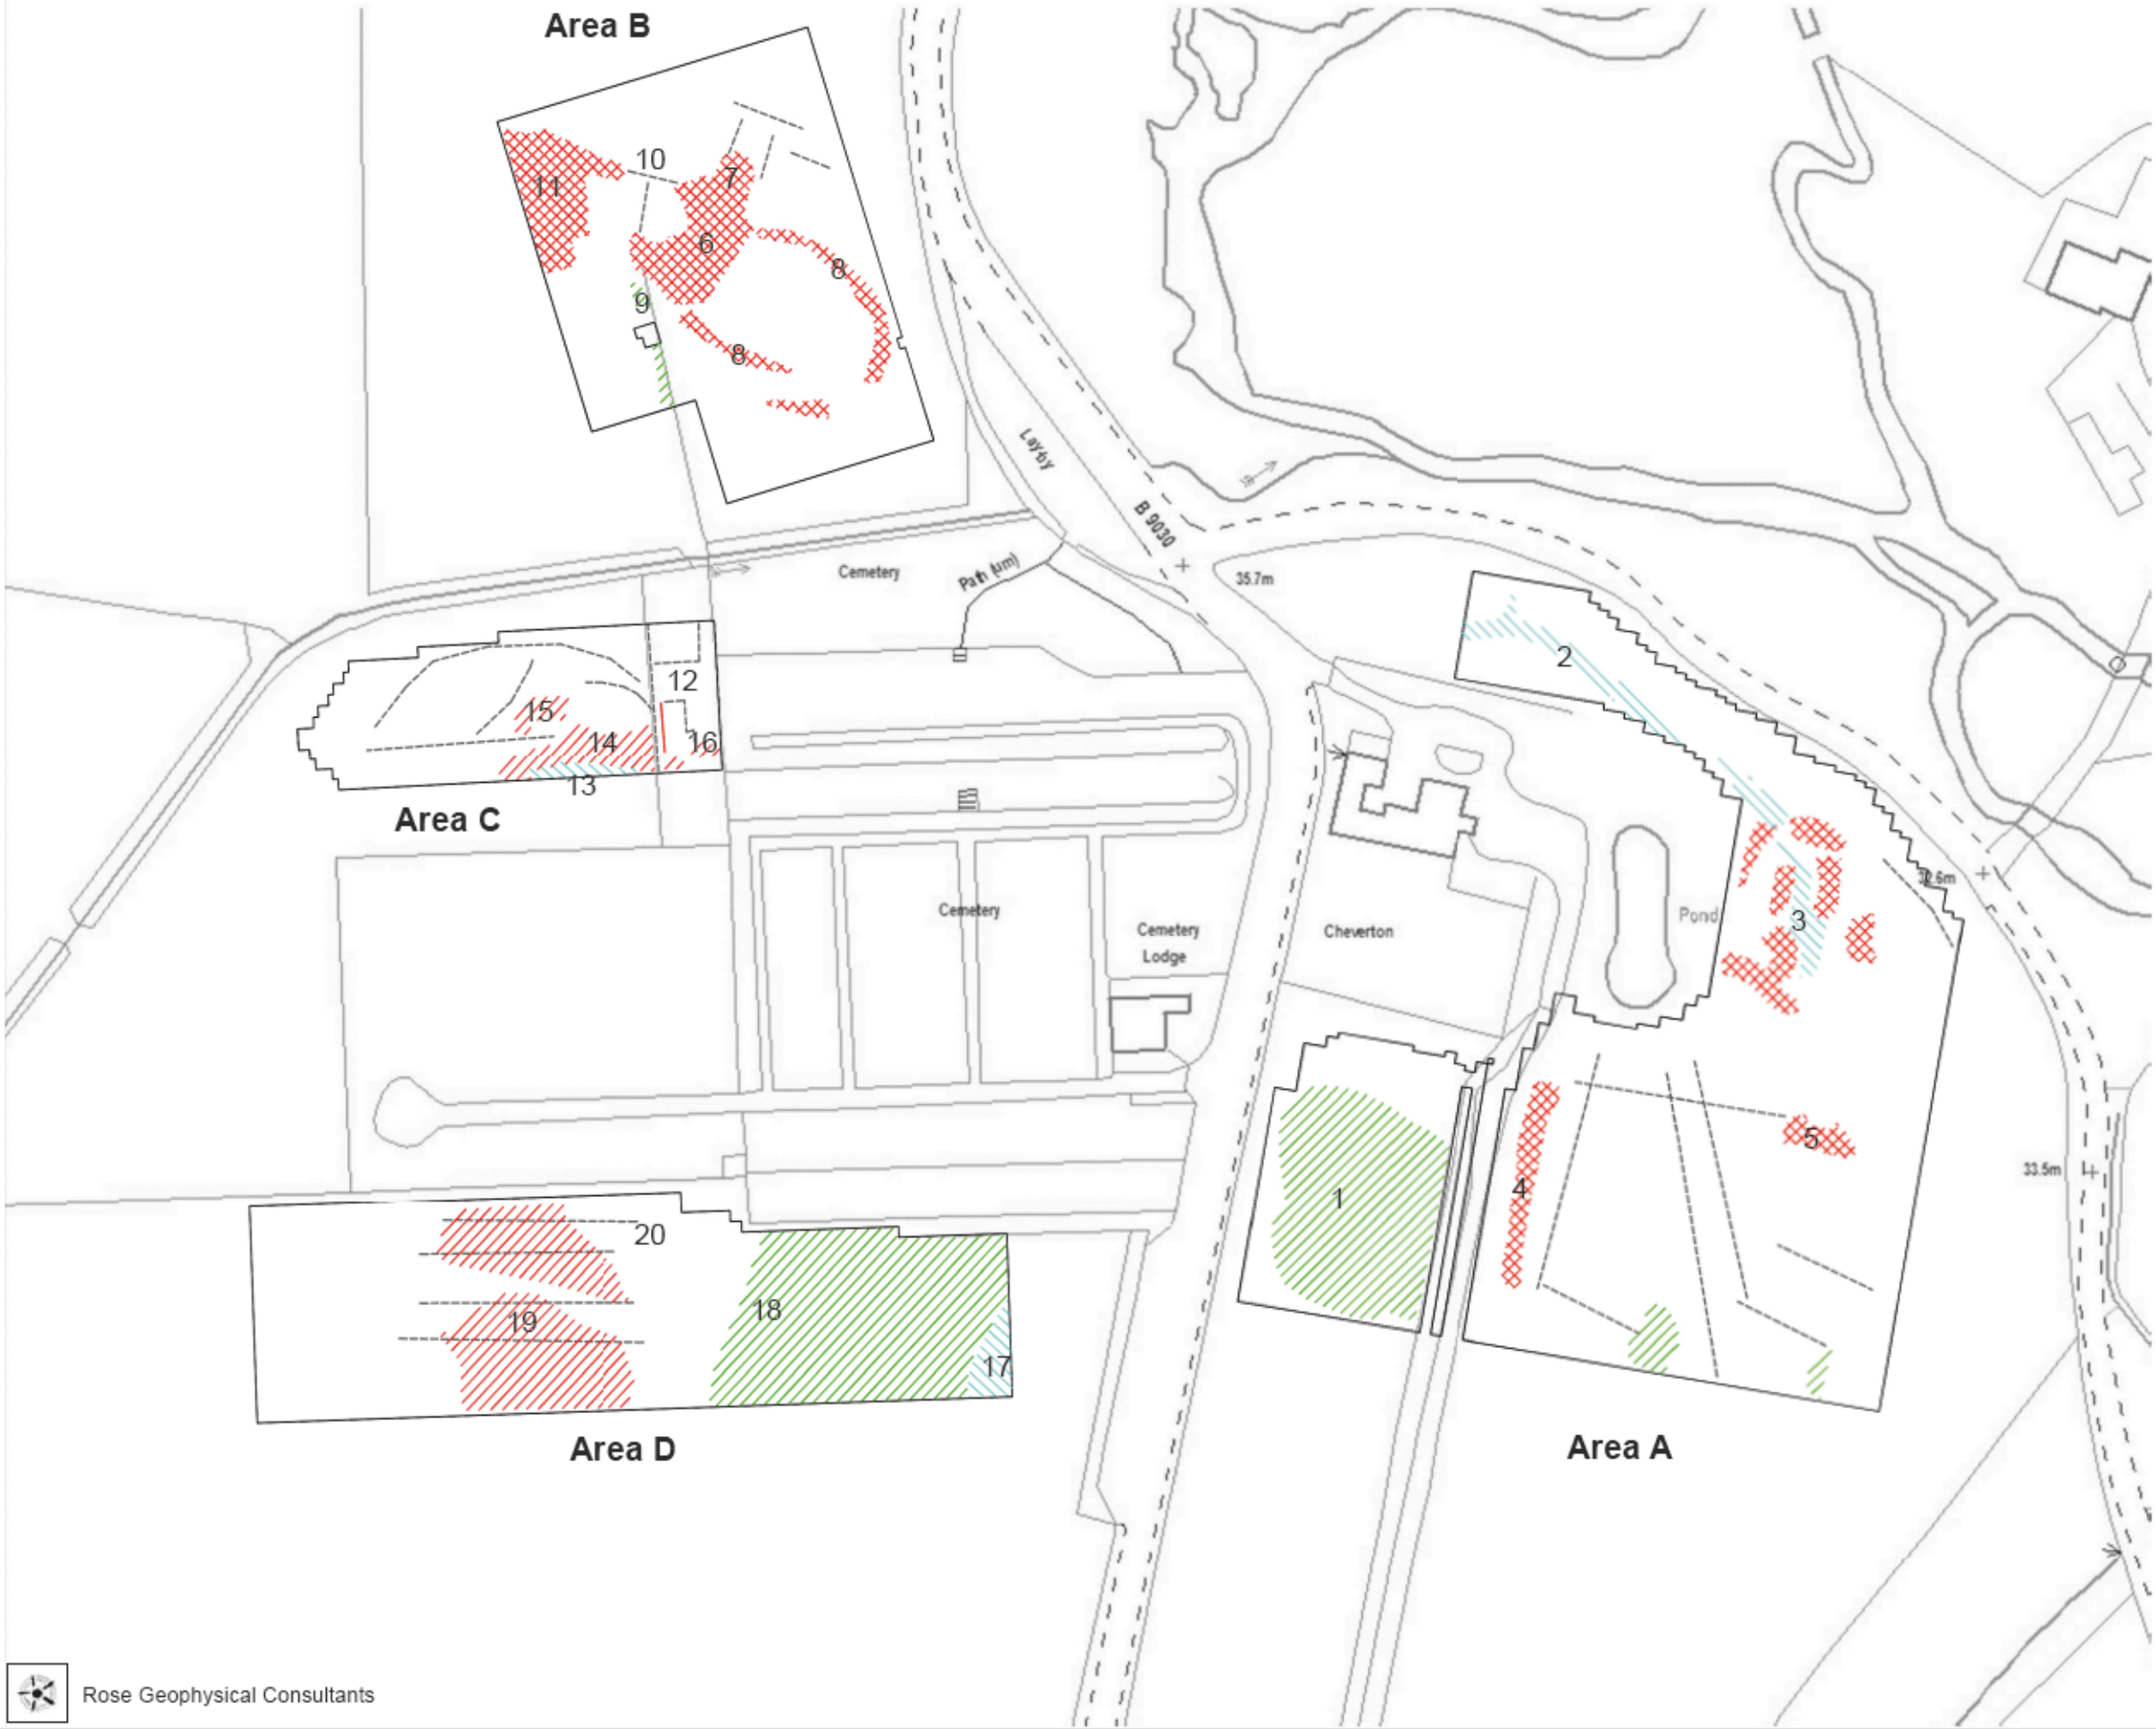 Area B
10
11
7
6
8
9
8
Layby
B 9030
Cemetery
Path (um)
35.7m
2
12
15
14
16
13
Area C
32.6m
3
Pond
Cemetery
Cemetery
Lodge
Cheverton
5
33.5m
4
1
20
18
19
17
Area D
Area A
Rose Geophysical Consultants